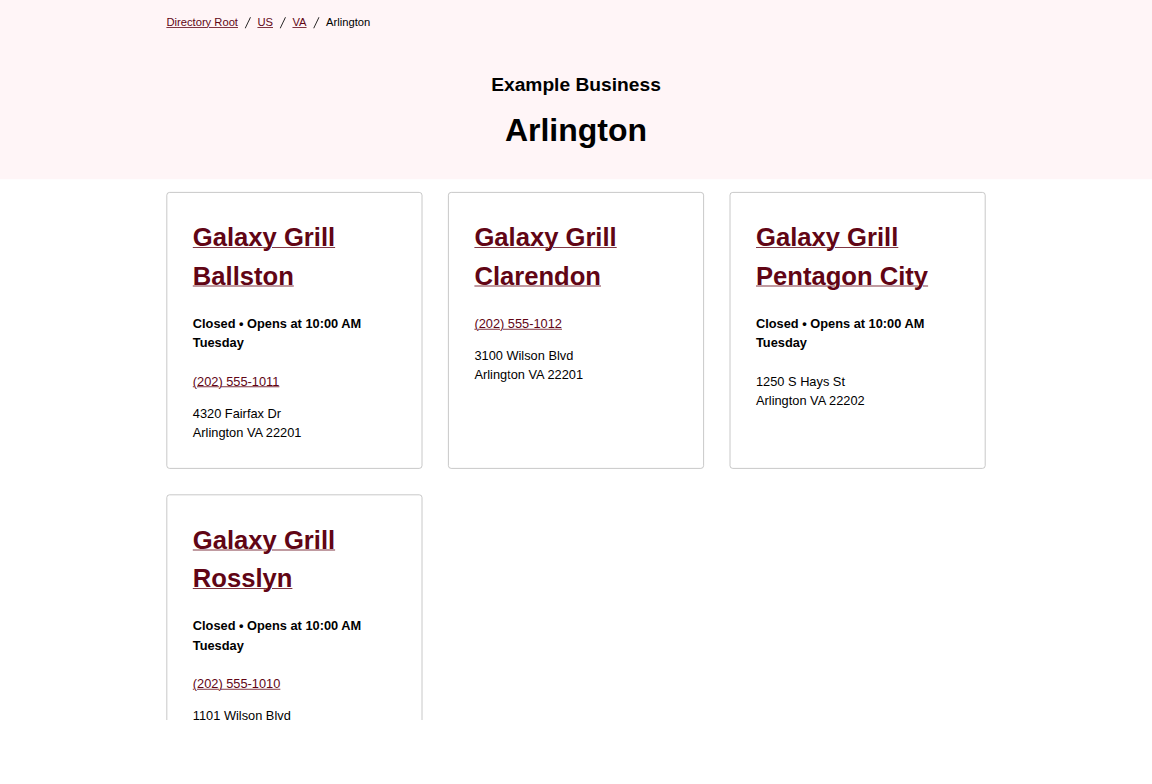 Directory Root / US / VA / Arlington
Example Business
Arlington
Galaxy Grill
Ballston
Closed • Opens at 10:00 AM
Tuesday
(202) 555-1011
4320 Fairfax Dr
Arlington VA 22201
Galaxy Grill
Clarendon
(202) 555-1012
3100 Wilson Blvd
Arlington VA 22201
Galaxy Grill
Pentagon City
Closed • Opens at 10:00 AM
Tuesday
1250 S Hays St
Arlington VA 22202
Galaxy Grill
Rosslyn
Closed • Opens at 10:00 AM
Tuesday
(202) 555-1010
1101 Wilson Blvd